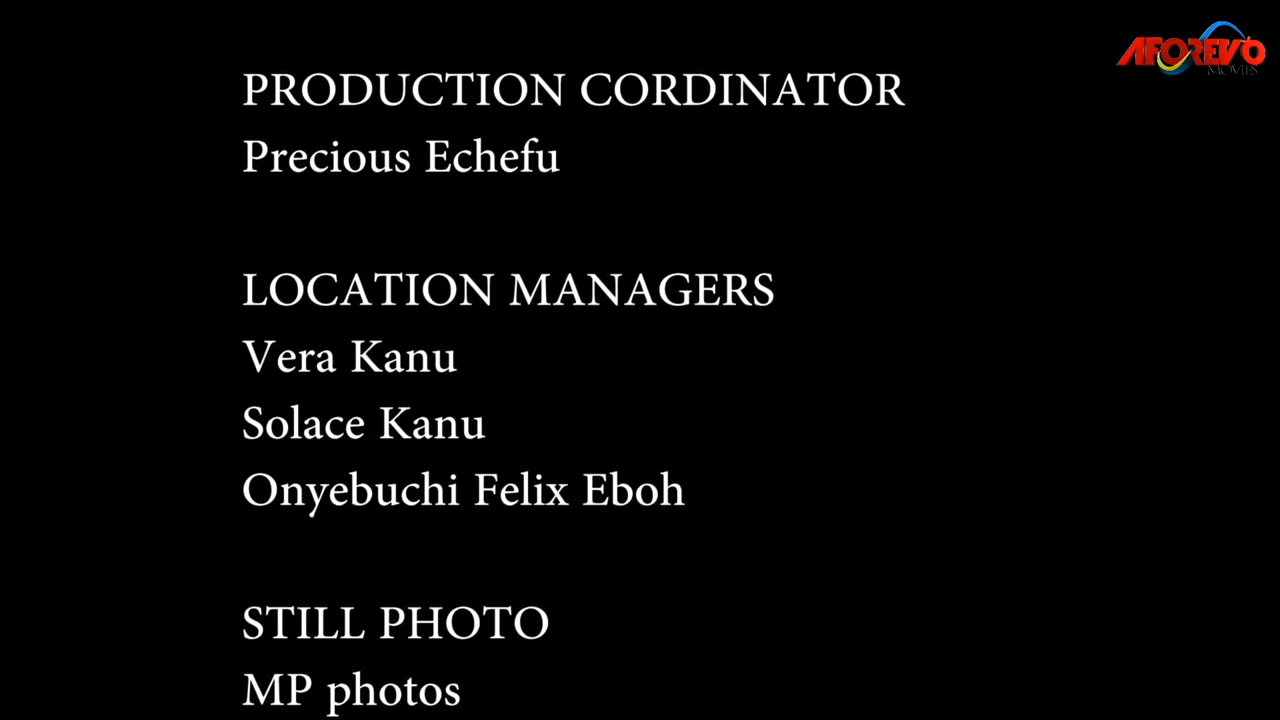 AFOREVO
MOVIES
PRODUCTION CORDINATOR
Precious Echefu
LOCATION MANAGERS
Vera Kanu
Solace Kanu
Onyebuchi Felix Eboh
STILL PHOTO
MP photos